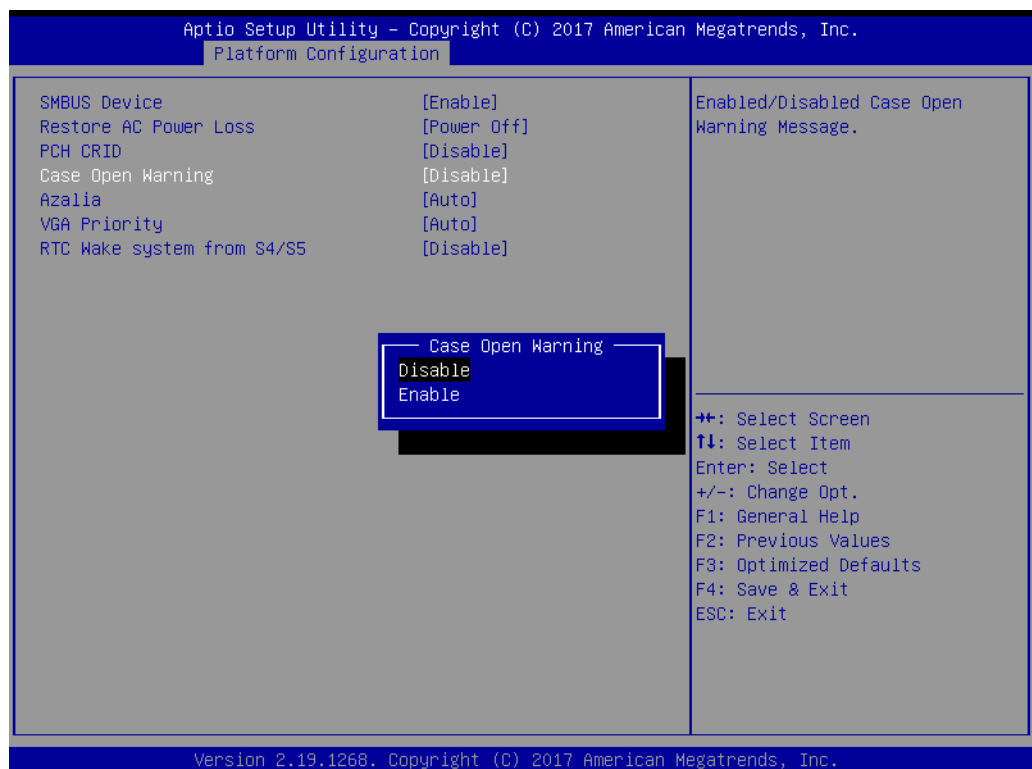 Aptio Setup Utility – Copyright (C) 2017 American Megatrends, Inc.
Platform Configuration
SMBUS Device [Enable]
Restore AC Power Loss [Power Off]
PCH CRID [Disable]
Case Open Warning [Disable]
Azalia [Auto]
VGA Priority [Auto]
RTC Wake system from S4/S5 [Disable]
Enabled/Disabled Case Open
Warning Message.
Case Open Warning
Disable
Enable
→←: Select Screen
↑↓: Select Item
Enter: Select
+/-: Change Opt.
F1: General Help
F2: Previous Values
F3: Optimized Defaults
F4: Save & Exit
ESC: Exit
Version 2.19.1268. Copyright (C) 2017 American Megatrends, Inc.